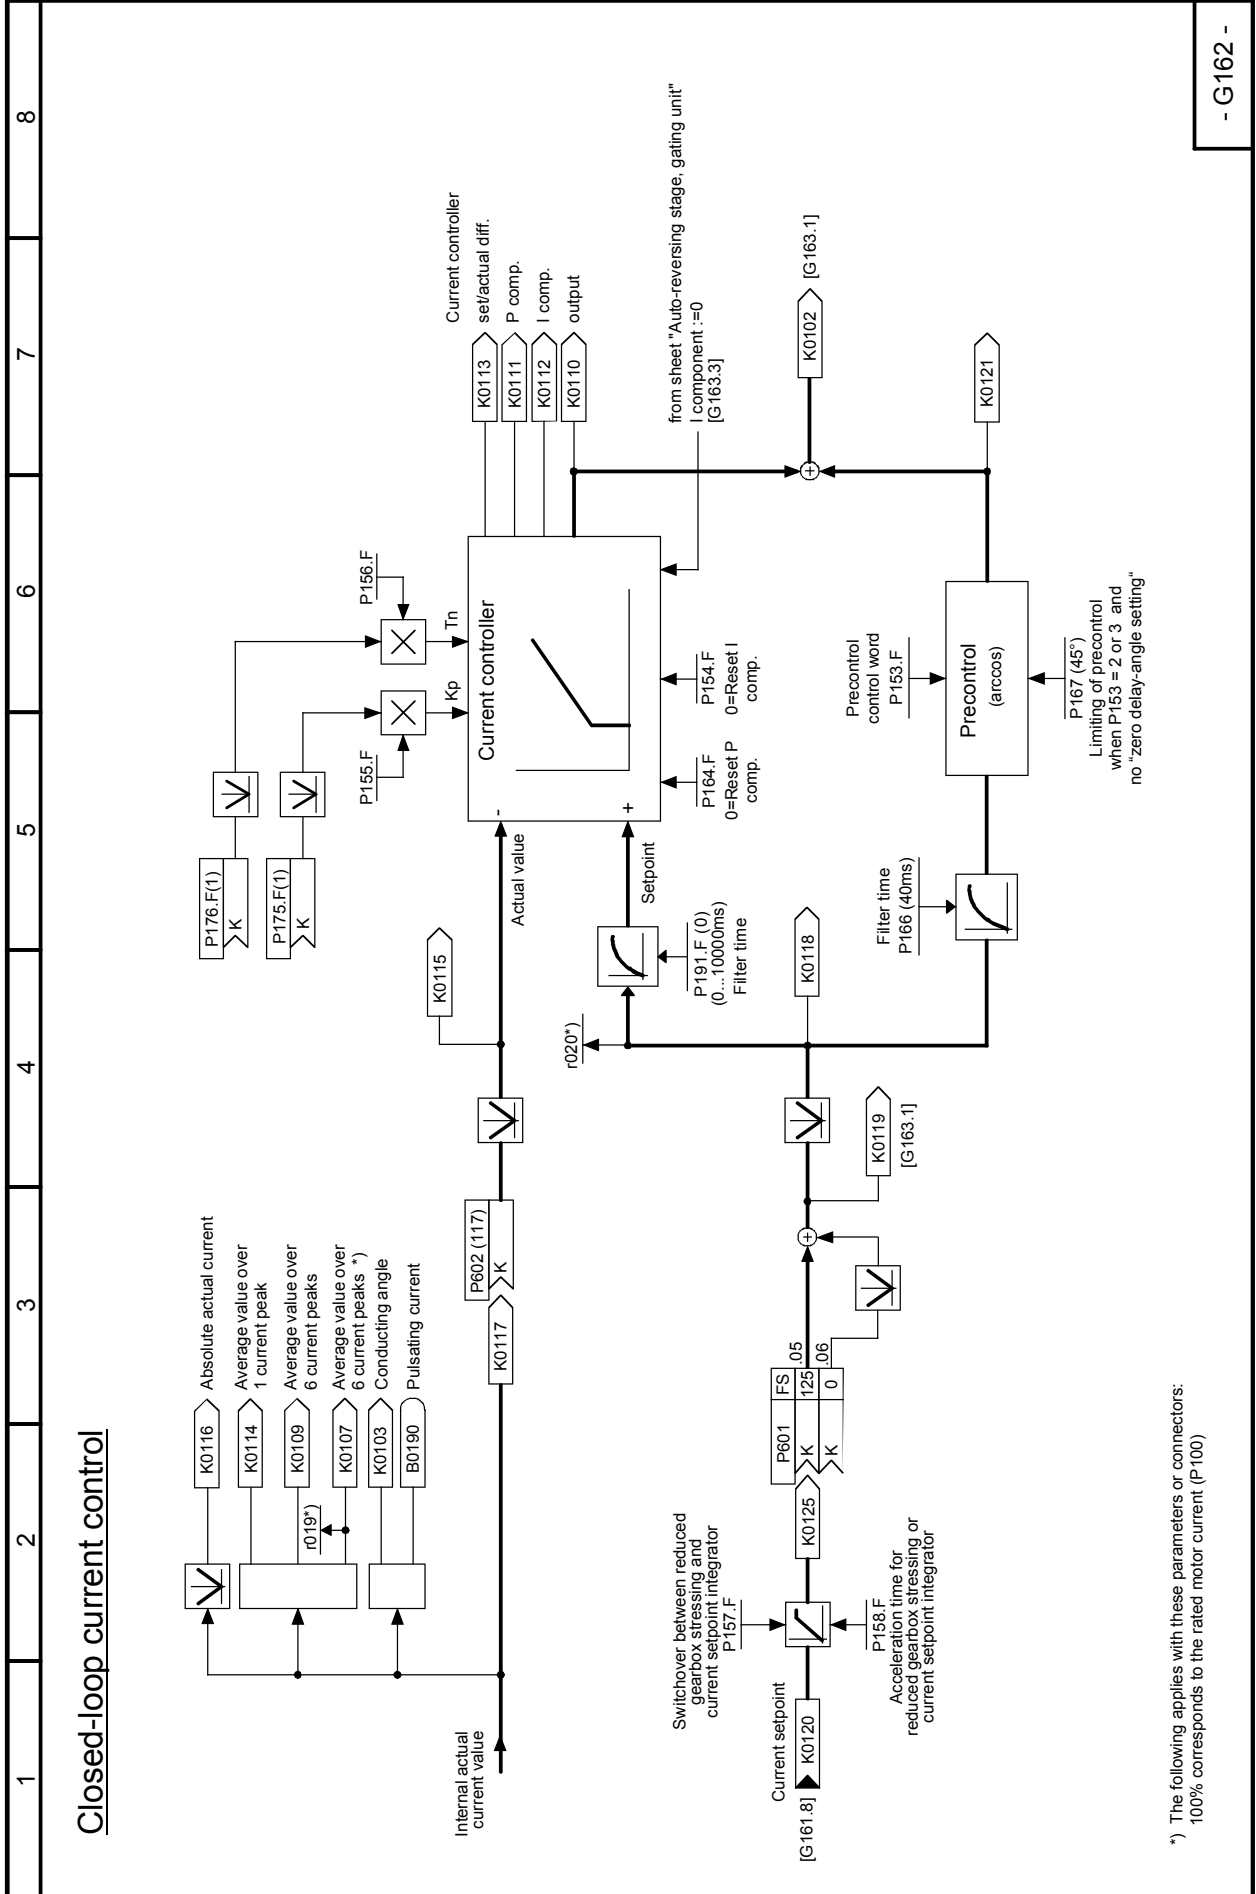 Closed-loop current control
1
2
3
4
5
6
7
8
Internal actual
current value
K0116
Absolute actual current
K0114
Average value over
1 current peak
K0109
Average value over
6 current peaks
r019*)
K0107
Average value over
6 current peaks *)
K0103
Conducting angle
B0190
Pulsating current
K0117
P602 (117)
K
K0115
Actual value
P176.F(1)
K
P175.F(1)
K
P155.F
P156.F
Kp
Tn
Current controller
-
+
Setpoint
Current controller
K0113
set/actual diff.
K0111
P comp.
K0112
I comp.
K0110
output
P164.F
0=Reset P
comp.
P154.F
0=Reset I
comp.
from sheet "Auto-reversing stage, gating unit"
I component :=0
[G163.3]
r020*)
P191.F (0)
(0...10000ms)
Filter time
Switchover between reduced
gearbox stressing and
current setpoint integrator
P157.F
Current setpoint
[G161.8]
K0120
P158.F
Acceleration time for
reduced gearbox stressing or
current setpoint integrator
K0125
P601
FS
K
125
.05
K
0
.06
+
K0119
[G163.1]
K0118
Filter time
P166 (40ms)
Precontrol
control word
P153.F
Precontrol
(arccos)
P167 (45°)
Limiting of precontrol
when P153 = 2 or 3 and
no "zero delay-angle setting"
+
K0102
[G163.1]
K0121
*) The following applies with these parameters or connectors:
100% corresponds to the rated motor current (P100)
- G162 -